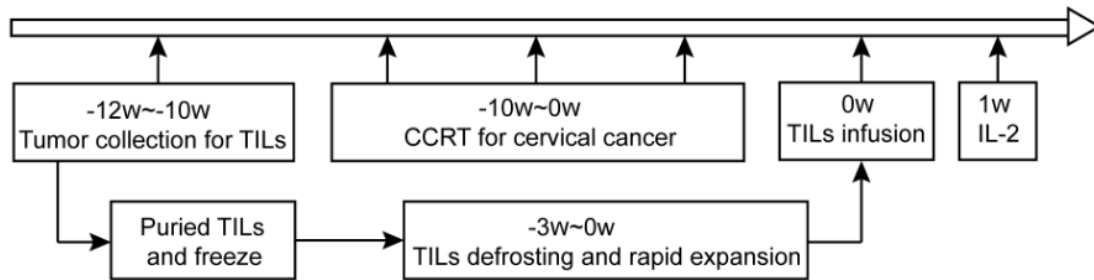 -12w~-10w
Tumor collection for TILs
-10w~0w
CCRT for cervical cancer
0w
TILs infusion
1w
IL-2
Puried TILs
and freeze
-3w~0w
TILs defrosting and rapid expansion